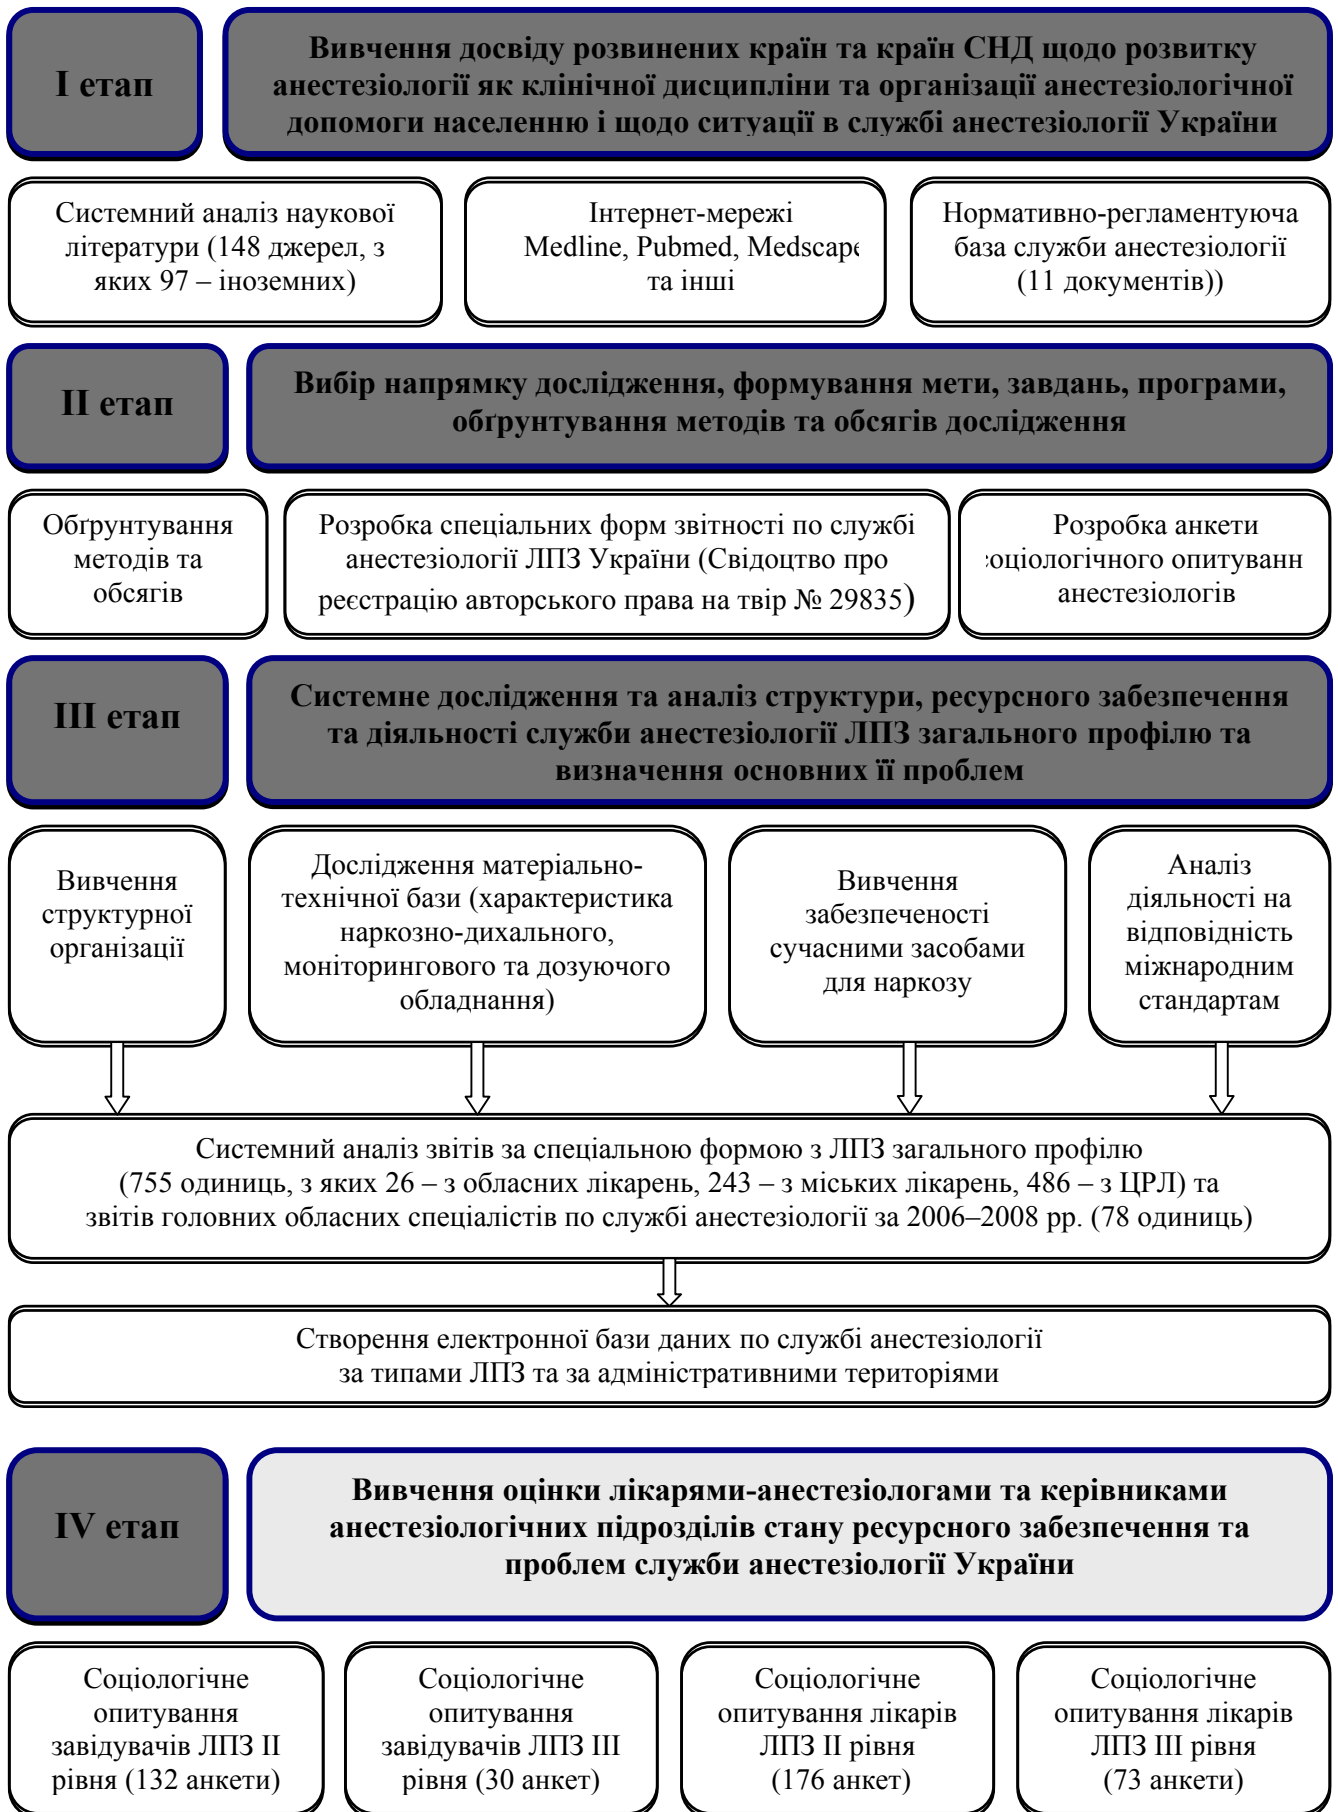 І етап
Вивчення досвіду розвинених країн та країн СНД щодо розвитку
анестезіології як клінічної дисципліни та організації анестезіологічної
допомоги населенню і щодо ситуації в службі анестезіології України
Системний аналіз наукової
літератури (148 джерел, з
яких 97 – іноземних)
Інтернет-мережі
Medline, Pubmed, Medscape
та інші
Нормативно-регламентуюча
база служби анестезіології
(11 документів))
ІІ етап
Вибір напрямку дослідження, формування мети, завдань, програми,
обґрунтування методів та обсягів дослідження
Обґрунтування
методів та
обсягів
Розробка спеціальних форм звітності по службі
анестезіології ЛПЗ України (Свідоцтво про
реєстрацію авторського права на твір № 29835)
Розробка анкети
соціологічного опитуванн
анестезіологів
ІІІ етап
Системне дослідження та аналіз структури, ресурсного забезпечення
та діяльності служби анестезіології ЛПЗ загального профілю та
визначення основних її проблем
Вивчення
структурної
організації
Дослідження матеріально-
технічної бази (характеристика
наркозно-дихального,
моніторингового та дозуючого
обладнання)
Вивчення
забезпеченості
сучасними засобами
для наркозу
Аналіз
діяльності на
відповідність
міжнародним
стандартам
Системний аналіз звітів за спеціальною формою з ЛПЗ загального профілю
(755 одиниць, з яких 26 – з обласних лікарень, 243 – з міських лікарень, 486 – з ЦРЛ) та
звітів головних обласних спеціалістів по службі анестезіології за 2006–2008 рр. (78 одиниць)
Створення електронної бази даних по службі анестезіології
за типами ЛПЗ та за адміністративними територіями
IV етап
Вивчення оцінки лікарями-анестезіологами та керівниками
анестезіологічних підрозділів стану ресурсного забезпечення та
проблем служби анестезіології України
Соціологічне
опитування
завідувачів ЛПЗ ІІ
рівня (132 анкети)
Соціологічне
опитування
завідувачів ЛПЗ ІІІ
рівня (30 анкет)
Соціологічне
опитування лікарів
ЛПЗ ІІ рівня
(176 анкет)
Соціологічне
опитування лікарів
ЛПЗ ІІІ рівня
(73 анкети)